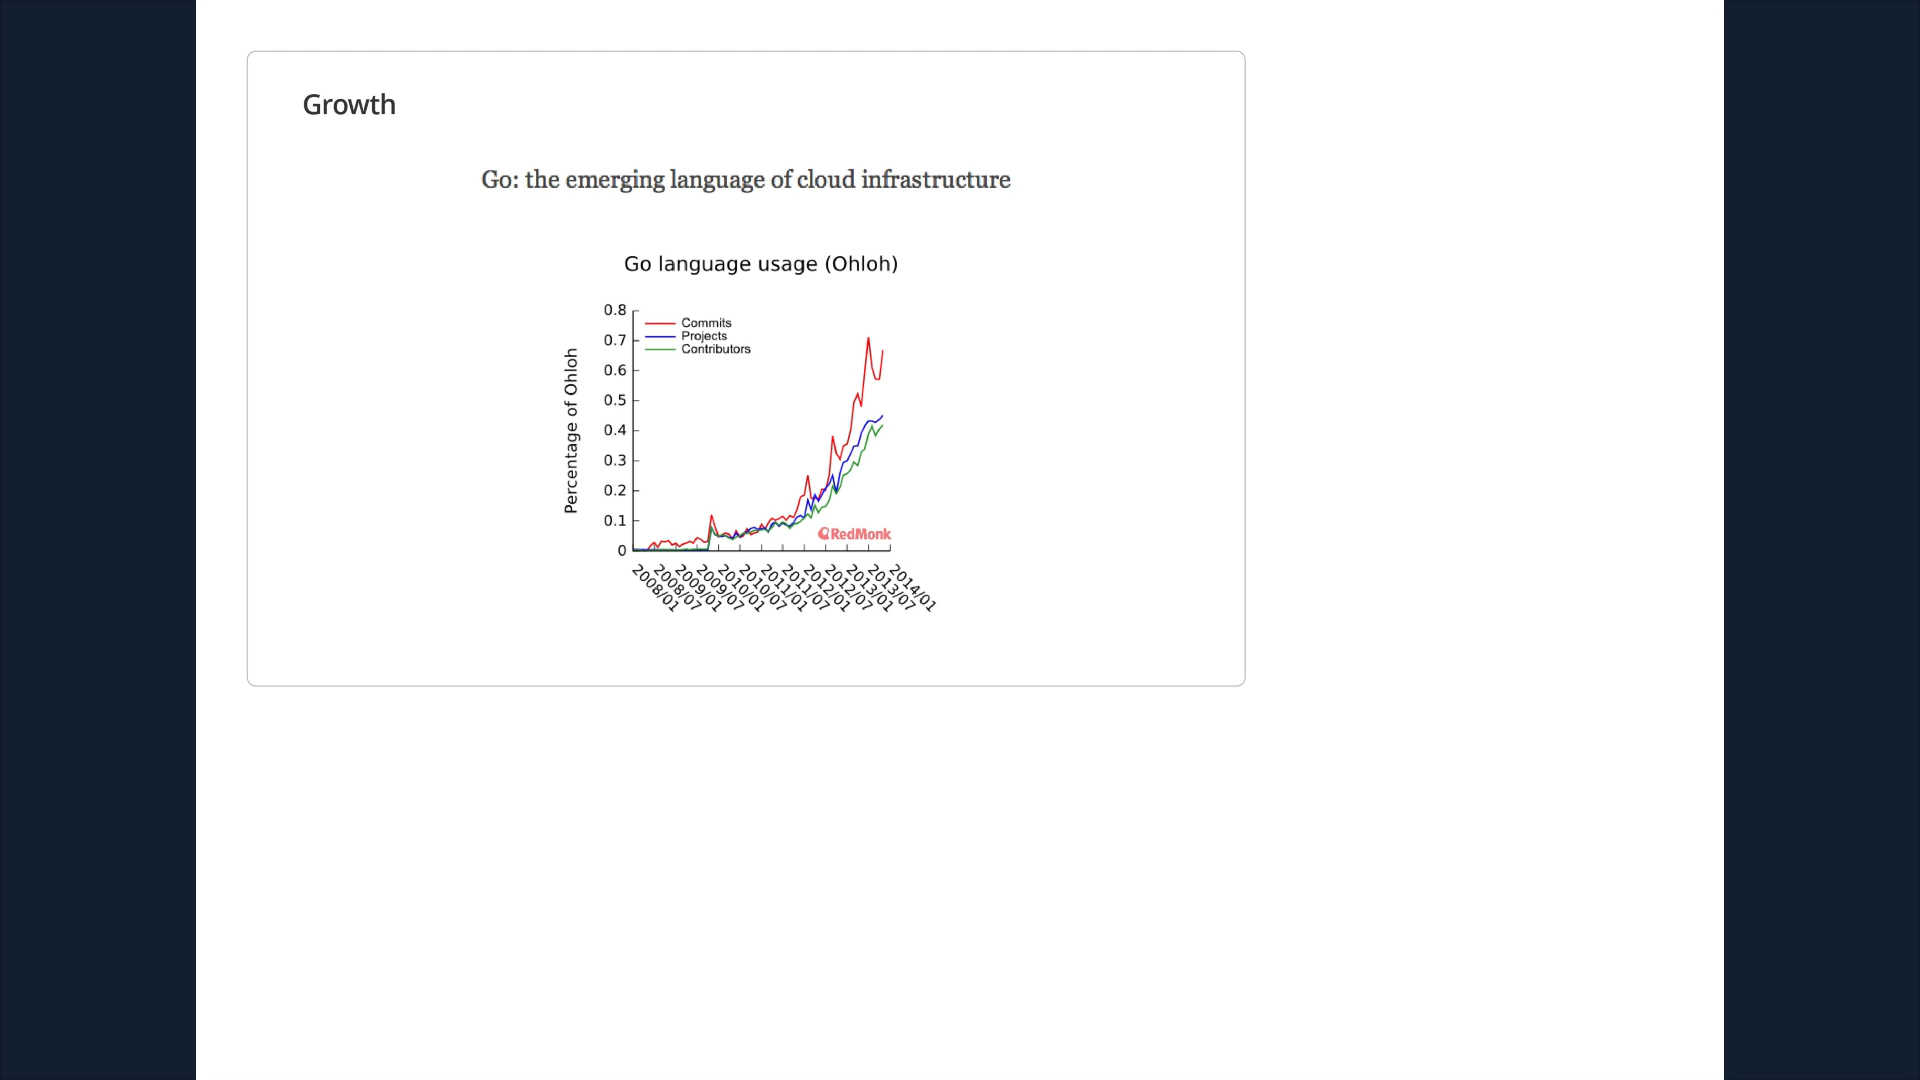 Growth
Go: the emerging language of cloud infrastructure
Go language usage (Ohloh)
Percentage of Ohloh
0.8
0.7
0.6
0.5
0.4
0.3
0.2
0.1
0
Commits
Projects
Contributors
RedMonk
2008/01
2008/07
2009/01
2009/07
2010/01
2010/07
2011/01
2011/07
2012/01
2012/07
2013/01
2013/07
2014/01